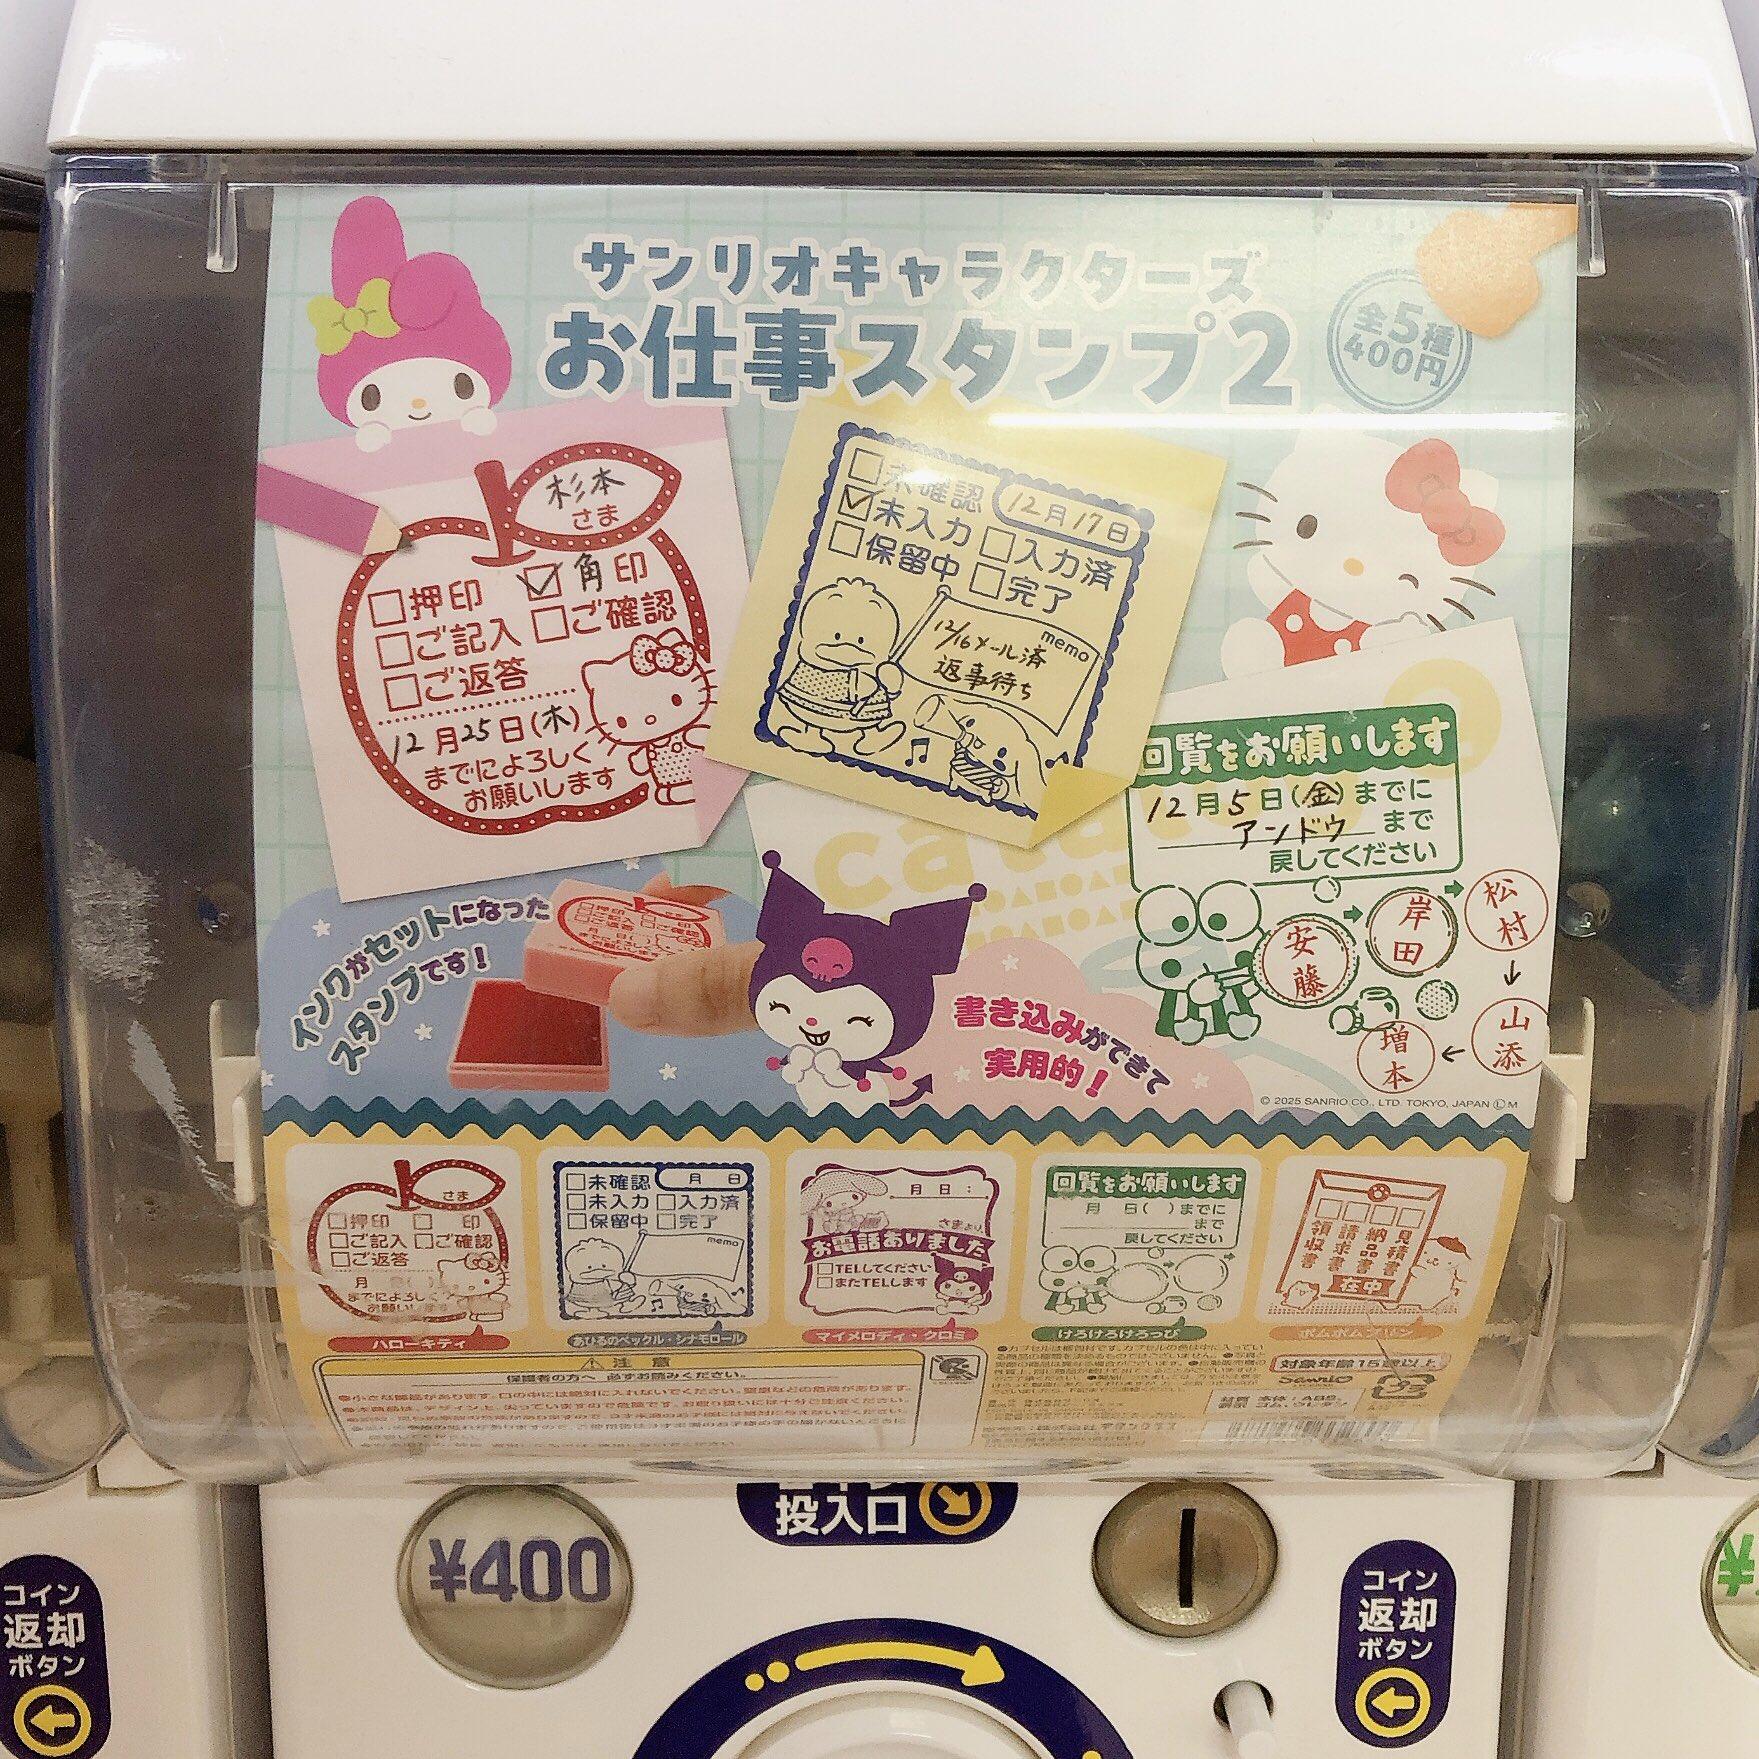 サンリオキャラクターズ
お仕事スタンプ2
全5種
400円
杉本
さま
□押印 ☑角印
□ご記入 □ご確認
□ご返答
12月25日(木)
までによろしく
お願いします
□未確認 12月17日
☑未入力 □入力済
□保留中 □完了
memo
12/16メール済
返事待ち
回覧をお願いします
12月5日(金)までに
アンドウ まで
戻してください
安藤
岸田
松村
山添
増本
インクがセットになった
スタンプです!
書き込みができて
実用的!
© 2025 SANRIO CO., LTD. TOKYO, JAPAN Ⓛ M
さま
□押印 □ 印
□ご記入 □ご確認
□ご返答
月
までによろしく
お願いします
ハローキティ
□未確認 月 日
□未入力 □入力済
□保留中 □完了
memo
あひるのペックル・シナモロール
月 日 :
さまより
お電話ありました
□TELしてください
□またTELします
マイメロディ・クロミ
回覧をお願いします
月 日( )までに
まで
戻してください
けろけろけろっぴ
見積書
納品書
請求書
領収書
在中
ポムポムプリン
⚠注意
保護者の方へ 必ずお読みください。
対象年齢15歳以上
Sanrio
¥400
投入口
コイン
返却
ボタン
コイン
返却
ボタン